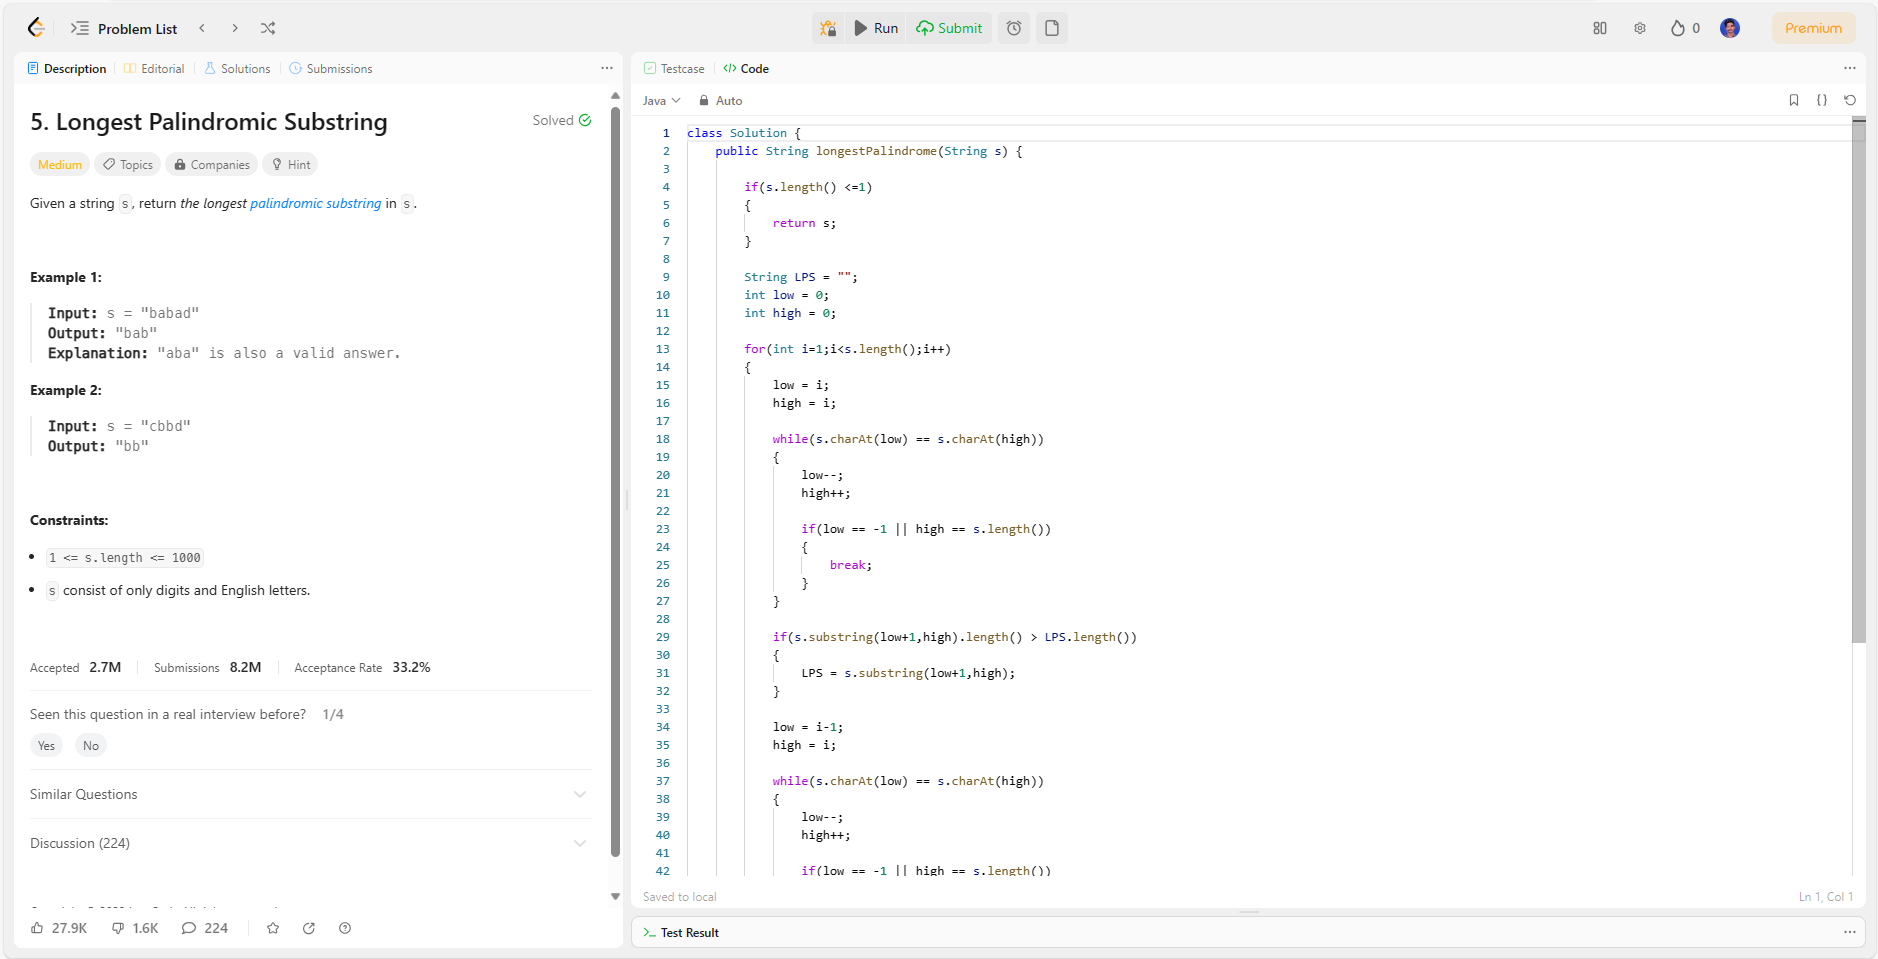 Problem List
Run
Submit
0
Premium
Description
Editorial
Solutions
Submissions
5. Longest Palindromic Substring
Solved
Medium
Topics
Companies
Hint
Given a string s, return the longest palindromic substring in s.
Example 1:
Input: s = "babad"
Output: "bab"
Explanation: "aba" is also a valid answer.
Example 2:
Input: s = "cbbd"
Output: "bb"
Constraints:
• 1 <= s.length <= 1000
• s consist of only digits and English letters.
Accepted 2.7M
Submissions 8.2M
Acceptance Rate 33.2%
Seen this question in a real interview before? 1/4
Yes
No
Similar Questions
Discussion (224)
27.9K
1.6K
224
Testcase
</> Code
Java
Auto
1 class Solution {
2     public String longestPalindrome(String s) {
3
4         if(s.length() <=1)
5         {
6             return s;
7         }
8
9         String LPS = "";
10         int low = 0;
11         int high = 0;
12
13         for(int i=1;i<s.length();i++)
14         {
15             low = i;
16             high = i;
17
18             while(s.charAt(low) == s.charAt(high))
19             {
20                 low--;
21                 high++;
22
23                 if(low == -1 || high == s.length())
24                 {
25                     break;
26                 }
27             }
28
29             if(s.substring(low+1,high).length() > LPS.length())
30             {
31                 LPS = s.substring(low+1,high);
32             }
33
34             low = i-1;
35             high = i;
36
37             while(s.charAt(low) == s.charAt(high))
38             {
39                 low--;
40                 high++;
41
42                 if(low == -1 || high == s.length())
Saved to local
Ln 1, Col 1
Test Result